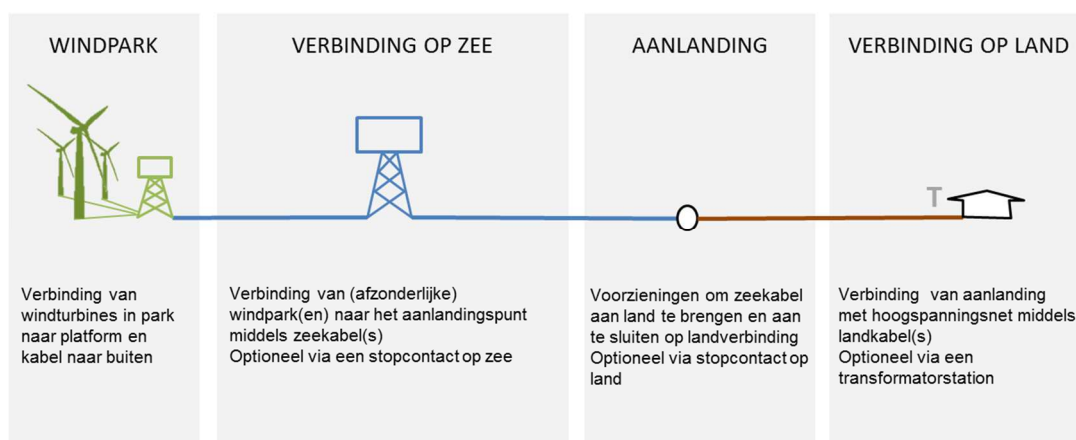 WINDPARK
VERBINDING OP ZEE
AANLANDING
VERBINDING OP LAND
T
Verbinding van
windturbines in park
naar platform en
kabel naar buiten
Verbinding van (afzonderlijke)
windpark(en) naar het aanlandingspunt
middels zeekabel(s)
Optioneel via een stopcontact op zee
Voorzieningen om zeekabel
aan land te brengen en aan
te sluiten op landverbinding
Optioneel via stopcontact op
land
Verbinding van aanlanding
met hoogspanningsnet middels
landkabel(s)
Optioneel via een
transformatorstation